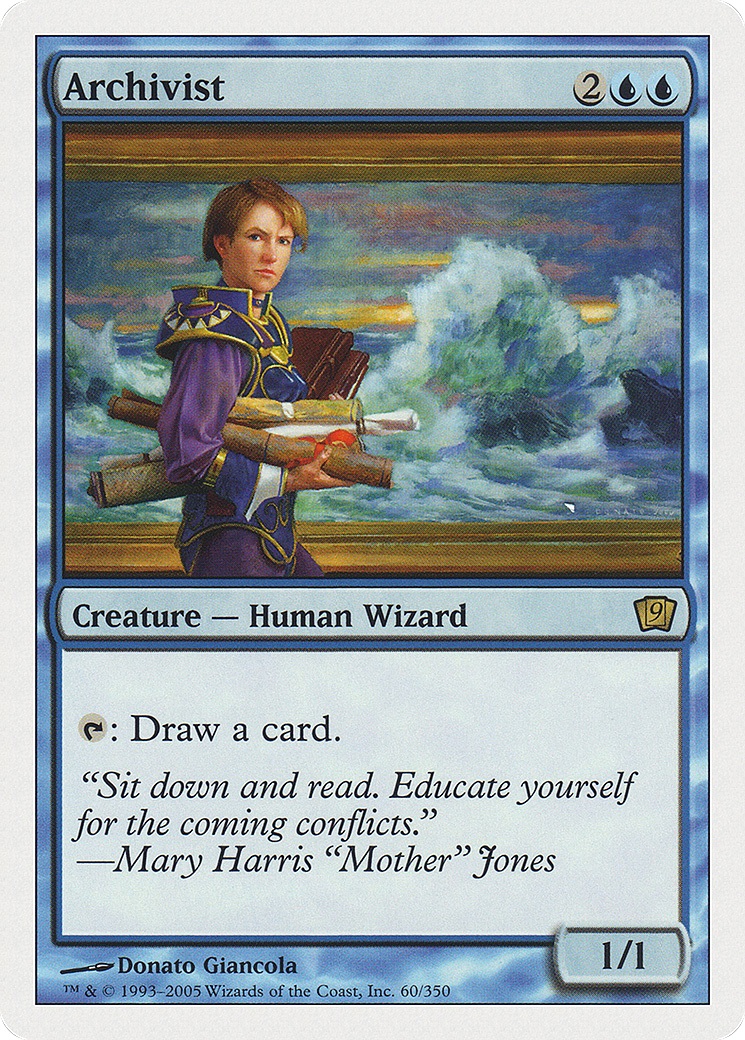 Archivist 2
9
Creature — Human Wizard
: Draw a card.
“Sit down and read. Educate yourself
for the coming conflicts.”
—Mary Harris “Mother” Jones
1/1
Donato Giancola
™ & © 1993–2005 Wizards of the Coast, Inc. 60/350